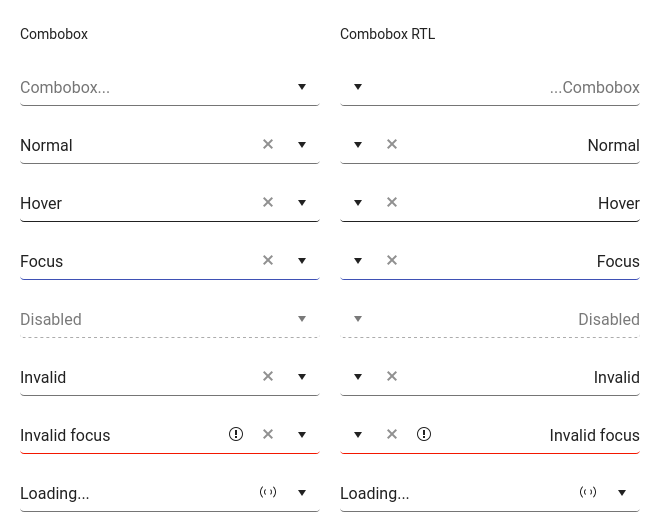 Combobox
Combobox RTL
Combobox...
...Combobox
Normal
Normal
Hover
Hover
Focus
Focus
Disabled
Disabled
Invalid
Invalid
Invalid focus
Invalid focus
Loading...
Loading...